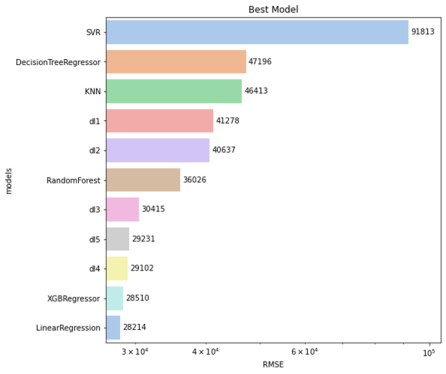 Best Model
SVR 91813
DecisionTreeRegressor 47196
KNN 46413
dl1 41278
dl2 40637
RandomForest 36026
dl3 30415
dl5 29231
dl4 29102
XGBRegressor 28510
LinearRegression 28214
models
3 × 10⁴ 4 × 10⁴ 6 × 10⁴ 10⁵
RMSE